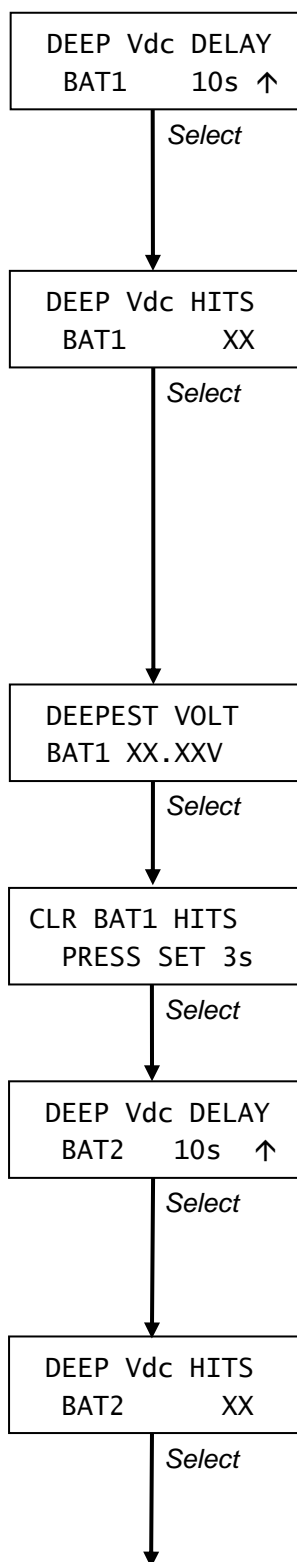 DEEP Vdc DELAY
BAT1 10s ↑
Select
DEEP Vdc HITS
BAT1 XX
Select
DEEPEST VOLT
BAT1 XX.XXV
Select
CLR BAT1 HITS
PRESS SET 3s
Select
DEEP Vdc DELAY
BAT2 10s ↑
Select
DEEP Vdc HITS
BAT2 XX
Select